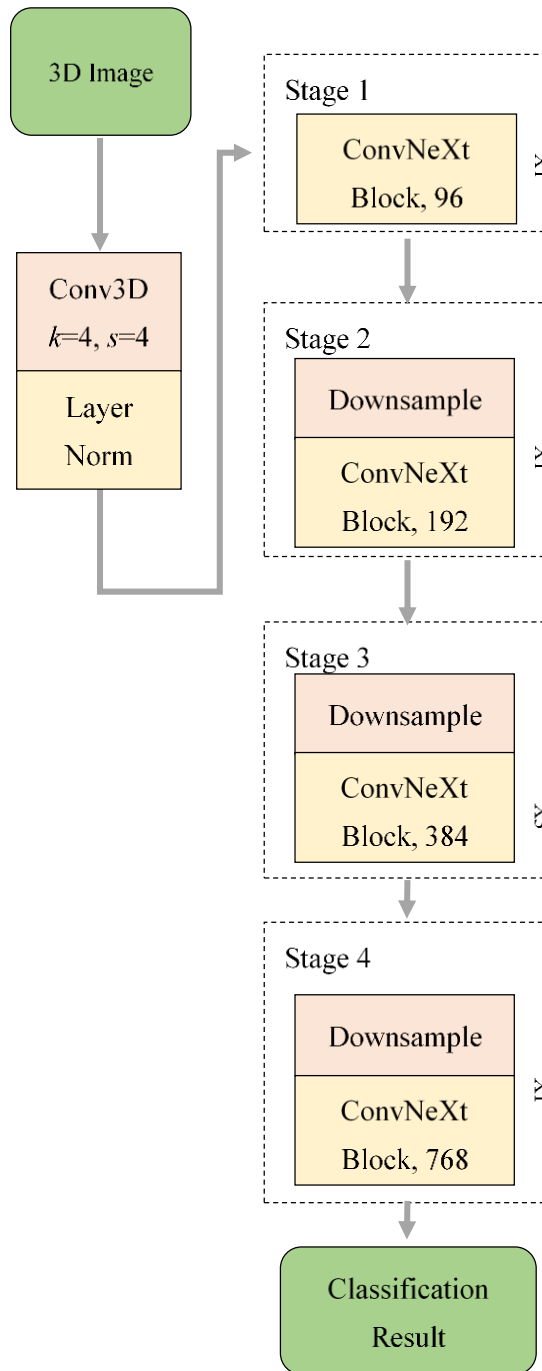 3D Image
Conv3D
k=4, s=4
Layer
Norm
Stage 1
ConvNeXt
Block, 96
Stage 2
Downsample
ConvNeXt
Block, 192
Stage 3
Downsample
ConvNeXt
Block, 384
Stage 4
Downsample
ConvNeXt
Block, 768
Classification
Result